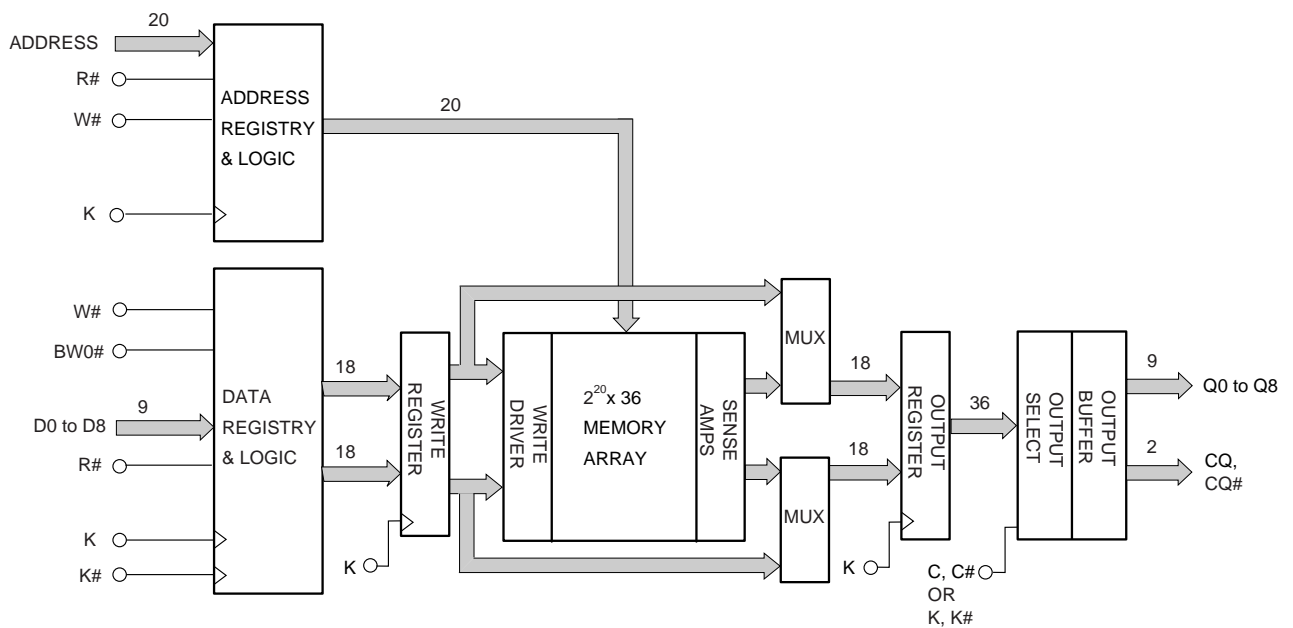 20
ADDRESS
R#
W#
K
ADDRESS
REGISTRY
& LOGIC
20
W#
BW0#
9
D0 to D8
R#
K
K#
DATA
REGISTRY
& LOGIC
18
18
WRITE
REGISTER
K
WRITE
DRIVER
2^20 x 36
MEMORY
ARRAY
SENSE
AMPS
MUX
MUX
18
18
OUTPUT
REGISTER
K
36
OUTPUT
SELECT
OUTPUT
BUFFER
C, C#
OR
K, K#
9
Q0 to Q8
2
CQ,
CQ#